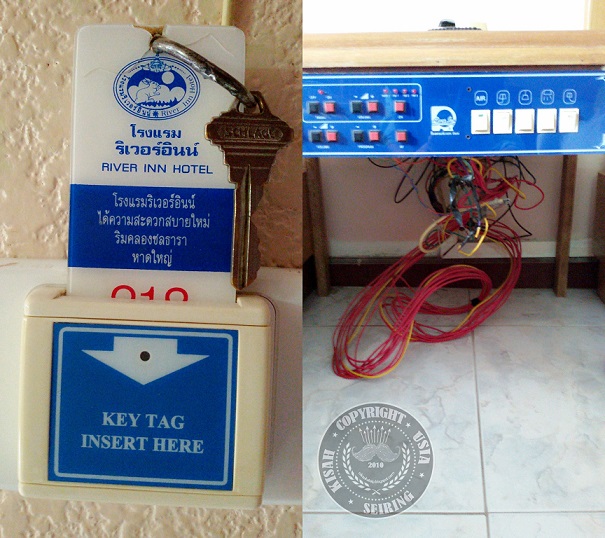 โรงแรม
ริเวอร์อินน์
RIVER INN HOTEL
SCHLAGE
โรงแรมริเวอร์อินน์
ได้ความสะดวกสบายใหม่
ริมคลองชลธารา
หาดใหญ่
KEY TAG
INSERT HERE
AIR
COPYRIGHT
KISAH USIA SEIRING
2010